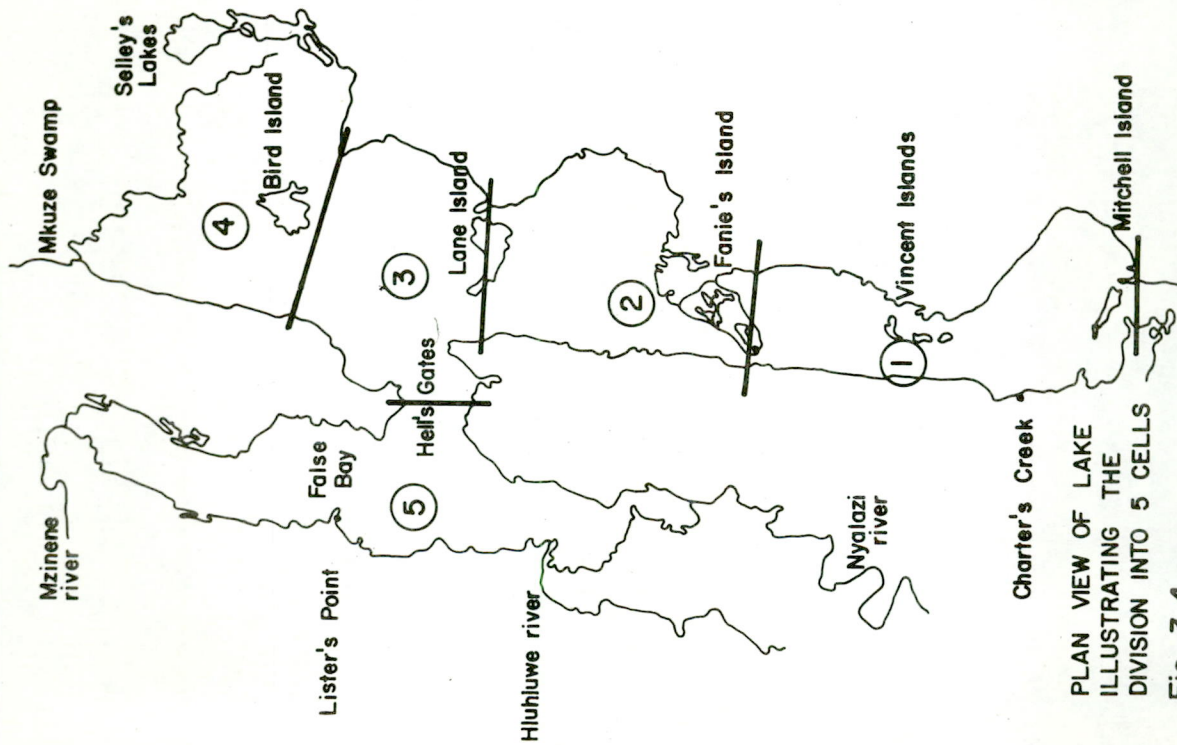 Mkuze Swamp
Selley's
Lakes
Bird Island
4
Mzinene
river
3
Lane Island
Hell's Gates
False
Bay
5
Lister's Point
2
Fanie's Island
Hluhluwe river
Vincent Islands
1
Nyalazi
river
Charter's Creek
Mitchell Island
PLAN VIEW OF LAKE
ILLUSTRATING THE
DIVISION INTO 5 CELLS
Fig.